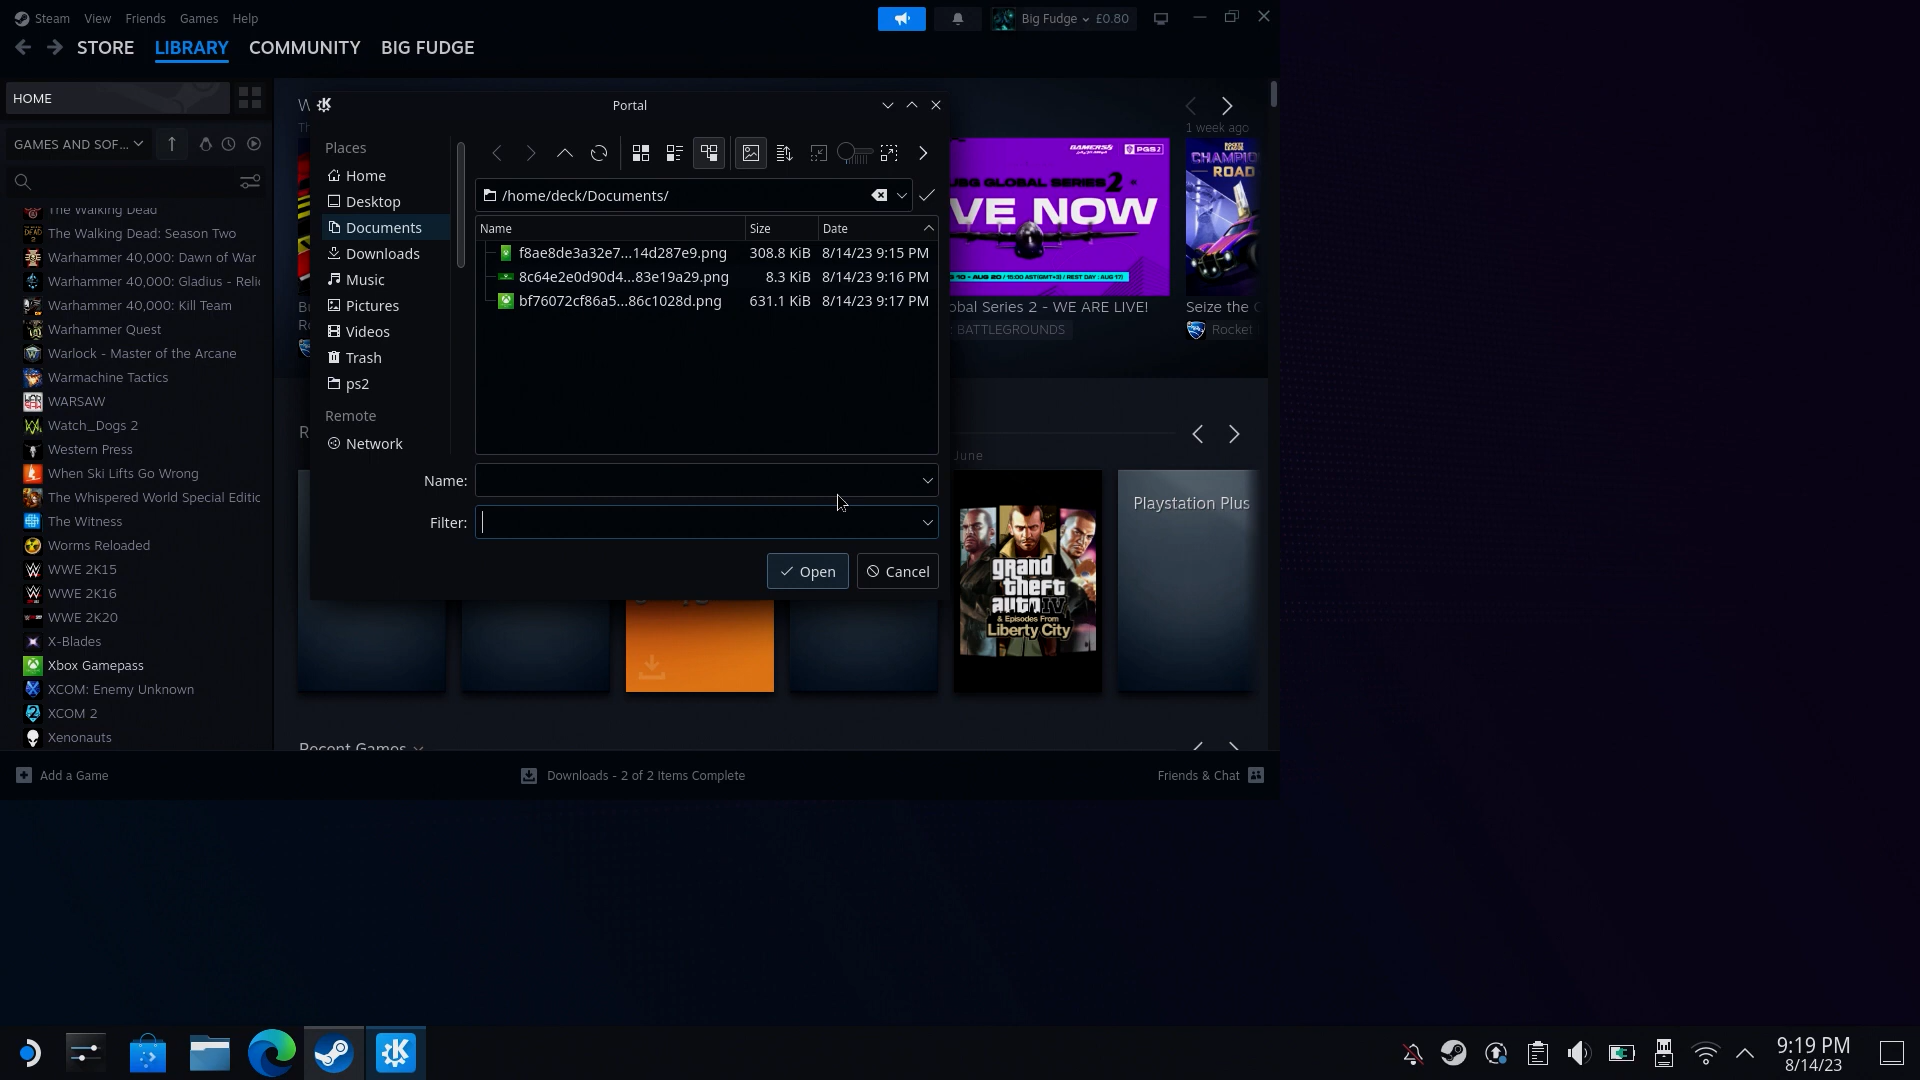 Steam View Friends Games Help
Big Fudge £0.80
STORE LIBRARY COMMUNITY BIG FUDGE
HOME
GAMES AND SOF...
The Walking Dead
The Walking Dead: Season Two
Warhammer 40,000: Dawn of War
Warhammer 40,000: Gladius - Relic
Warhammer 40,000: Kill Team
Warhammer Quest
Warlock - Master of the Arcane
Warmachine Tactics
WARSAW
Watch_Dogs 2
Western Press
When Ski Lifts Go Wrong
The Whispered World Special Editic
The Witness
Worms Reloaded
WWE 2K15
WWE 2K16
WWE 2K20
X-Blades
Xbox Gamepass
XCOM: Enemy Unknown
XCOM 2
Xenonauts
Portal
Places
Home
Desktop
Documents
Downloads
Music
Pictures
Videos
Trash
ps2
Remote
Network
/home/deck/Documents/
Name Size Date
f8ae8de3a32e7...14d287e9.png 308.8 KiB 8/14/23 9:15 PM
8c64e2e0d90d4...83e19a29.png 8.3 KiB 8/14/23 9:16 PM
bf76072cf86a5...86c1028d.png 631.1 KiB 8/14/23 9:17 PM
Name:
Filter:
Open Cancel
1 week ago
GAMERS8
PGS2
BG GLOBAL SERIES 2
VE NOW
obal Series 2 - WE ARE LIVE!
: BATTLEGROUNDS
CHAMPIO
ROAD
Seize the C
Rocket
June
grand
theft
auto IV
& Episodes From
Liberty City
Playstation Plus
Recent Games
Add a Game
Downloads - 2 of 2 Items Complete
Friends & Chat
9:19 PM
8/14/23